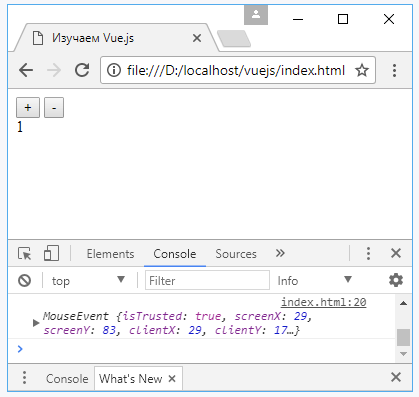 Изучаем Vue.js
file:///D:/localhost/vuejs/index.html
+ -
1
Elements Console Sources »
top Filter Info
index.html:20
MouseEvent {isTrusted: true, screenX: 29,
screenY: 83, clientX: 29, clientY: 17…}
Console What's New